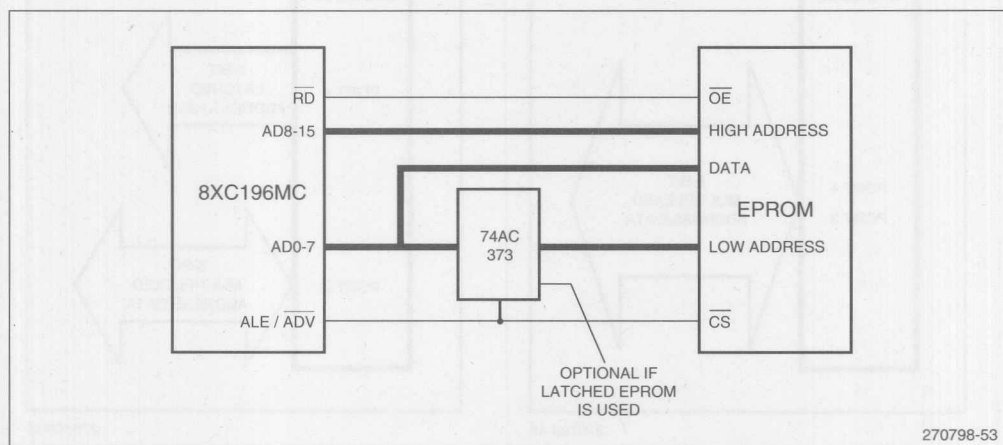 8XC196MC
RD
AD8-15
AD0-7
ALE / ADV
74AC
373
EPROM
OE
HIGH ADDRESS
DATA
LOW ADDRESS
CS
OPTIONAL IF
LATCHED EPROM
IS USED
270798-53